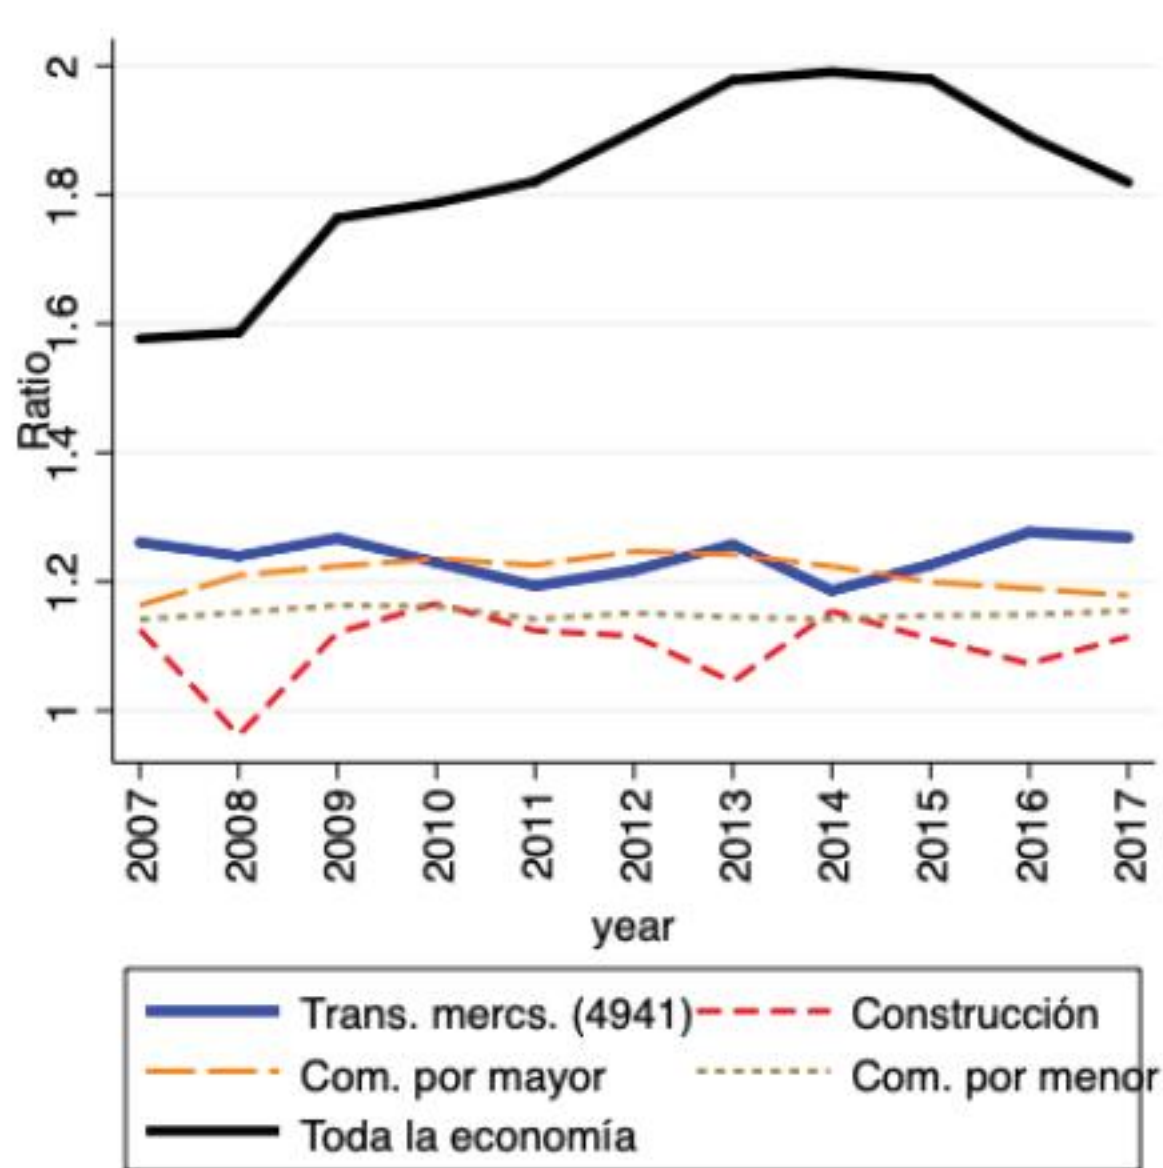 2
1.8
1.6
1.4
1.2
1
Ratio
2007 2008 2009 2010 2011 2012 2013 2014 2015 2016 2017
year
Trans. mercs. (4941) Construcción
Com. por mayor Com. por menor
Toda la economía